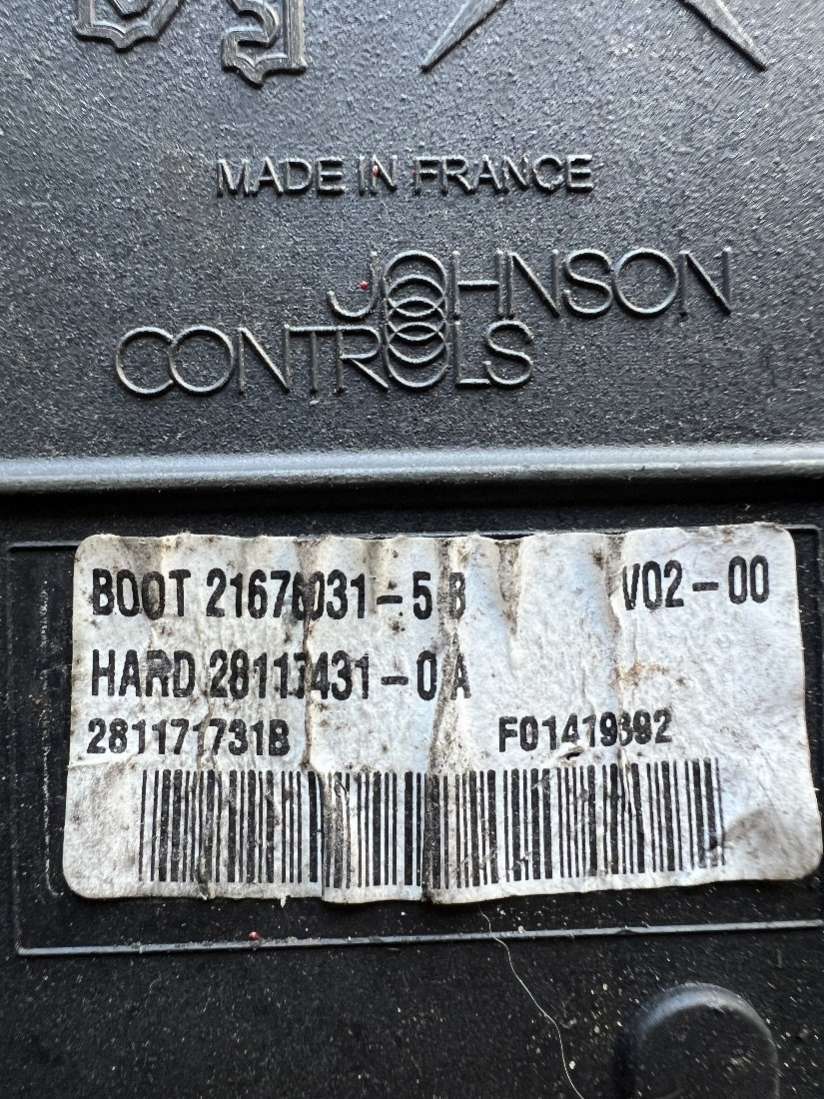 MADE IN FRANCE
JOHNSON
CONTROLS
BOOT 21676031-5 B V02-00
HARD 28117431-0 A
281171731B F01419392